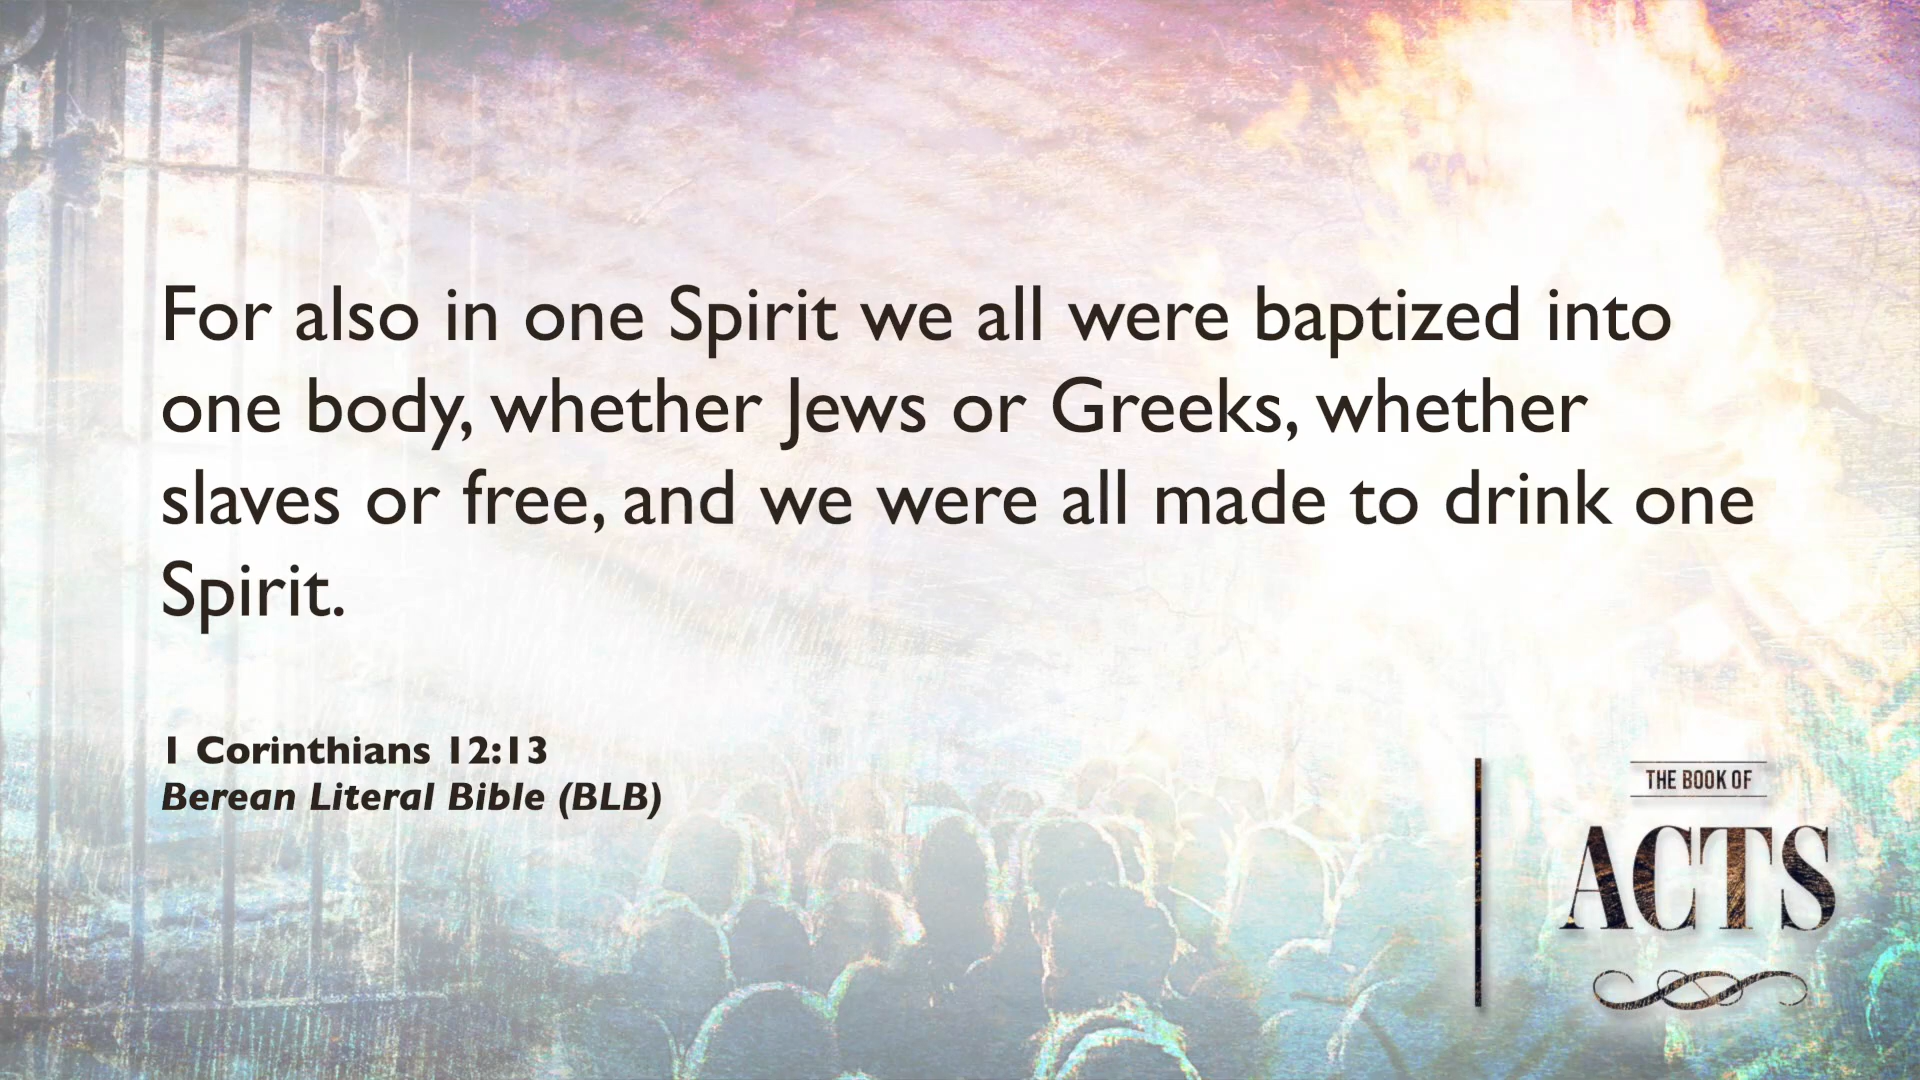 For also in one Spirit we all were baptized into
one body, whether Jews or Greeks, whether
slaves or free, and we were all made to drink one
Spirit.
1 Corinthians 12:13
Berean Literal Bible (BLB)
THE BOOK OF
ACTS